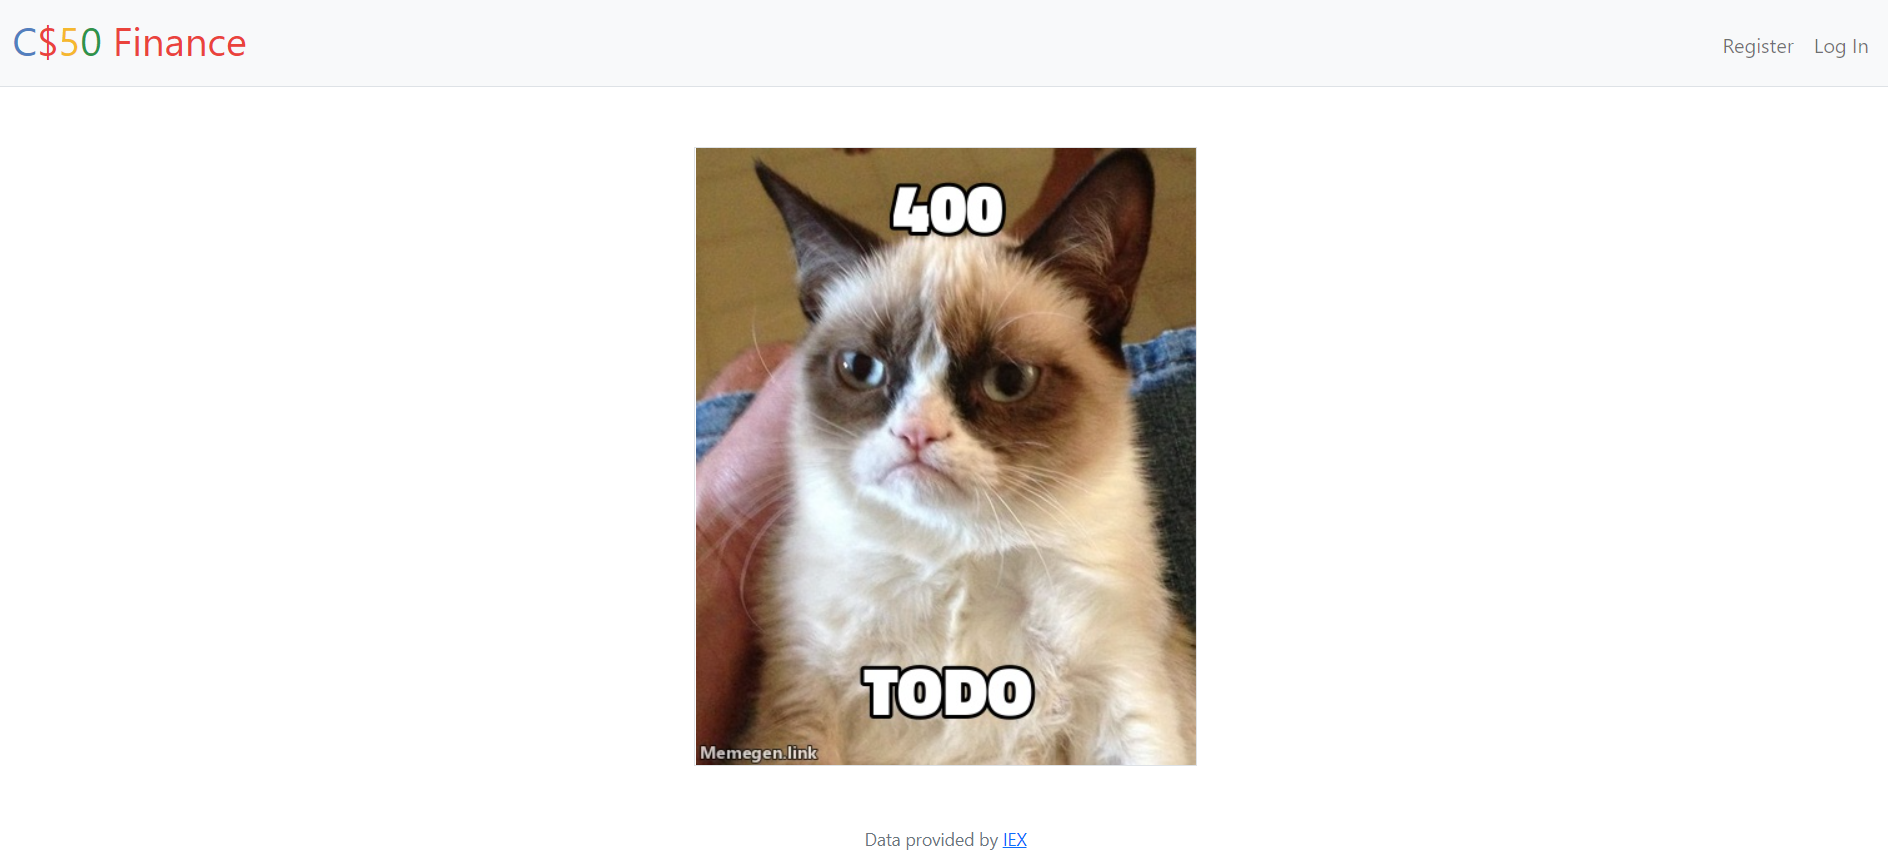 C$50 Finance
Register
Log In
400
TODO
Memegen.link
Data provided by IEX